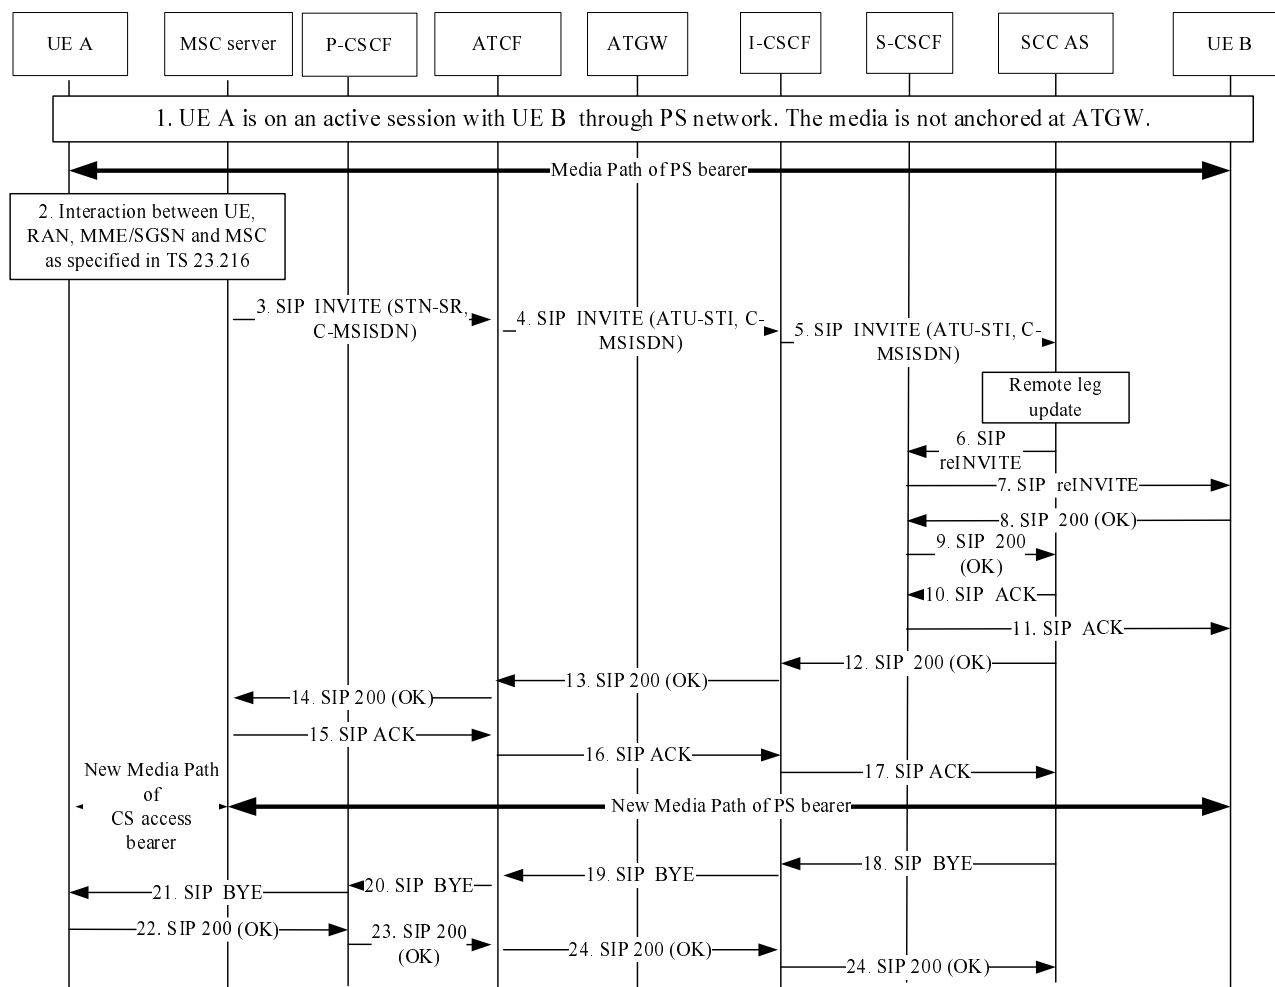 UE A
MSC server
P-CSCF
ATCF
ATGW
I-CSCF
S-CSCF
SCC AS
UE B
1. UE A is on an active session with UE B through PS network. The media is not anchored at ATGW.
Media Path of PS bearer
2. Interaction between UE,
RAN, MME/SGSN and MSC
as specified in TS 23.216
3. SIP INVITE (STN-SR,
C-MSISDN)
4. SIP INVITE (ATU-STI, C-
MSISDN)
5. SIP INVITE (ATU-STI, C-
MSISDN)
Remote leg
update
6. SIP
reINVITE
7. SIP reINVITE
8. SIP 200 (OK)
9. SIP 200
(OK)
10. SIP ACK
11. SIP ACK
12. SIP 200 (OK)
13. SIP 200 (OK)
14. SIP 200 (OK)
15. SIP ACK
16. SIP ACK
17. SIP ACK
New Media Path
of
CS access
bearer
New Media Path of PS bearer
18. SIP BYE
19. SIP BYE
20. SIP BYE
21. SIP BYE
22. SIP 200 (OK)
23. SIP 200
(OK)
24. SIP 200 (OK)
24. SIP 200 (OK)